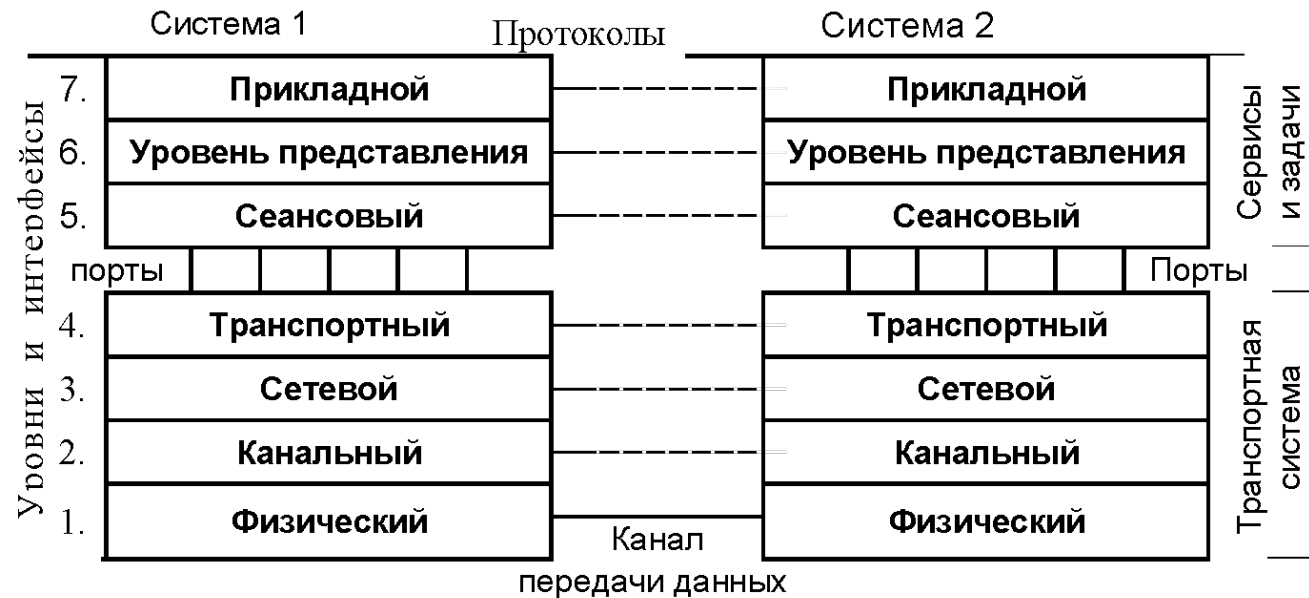 Система 1
Протоколы
Система 2
Уровни и интерфейсы
7.
Прикладной
Прикладной
6.
Уровень представления
Уровень представления
5.
Сеансовый
Сеансовый
Сервисы
и задачи
порты
Порты
4.
Транспортный
Транспортный
3.
Сетевой
Сетевой
2.
Канальный
Канальный
1.
Физический
Физический
Транспортная
система
Канал
передачи данных